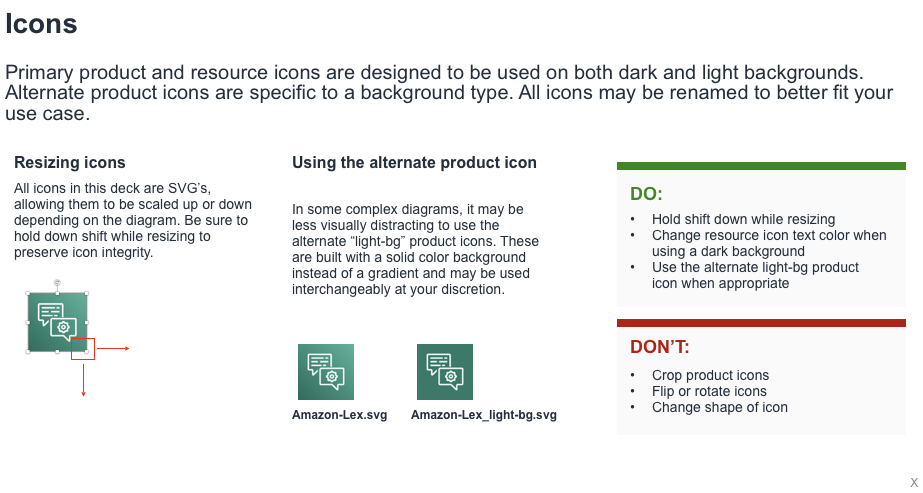 Icons
Primary product and resource icons are designed to be used on both dark and light backgrounds.
Alternate product icons are specific to a background type. All icons may be renamed to better fit your
use case.
Resizing icons
All icons in this deck are SVG’s,
allowing them to be scaled up or down
depending on the diagram. Be sure to
hold down shift while resizing to
preserve icon integrity.
Using the alternate product icon
In some complex diagrams, it may be
less visually distracting to use the
alternate “light-bg” product icons. These
are built with a solid color background
instead of a gradient and may be used
interchangeably at your discretion.
Amazon-Lex.svg
Amazon-Lex_light-bg.svg
DO:
• Hold shift down while resizing
• Change resource icon text color when
using a dark background
• Use the alternate light-bg product
icon when appropriate
DON’T:
• Crop product icons
• Flip or rotate icons
• Change shape of icon
X